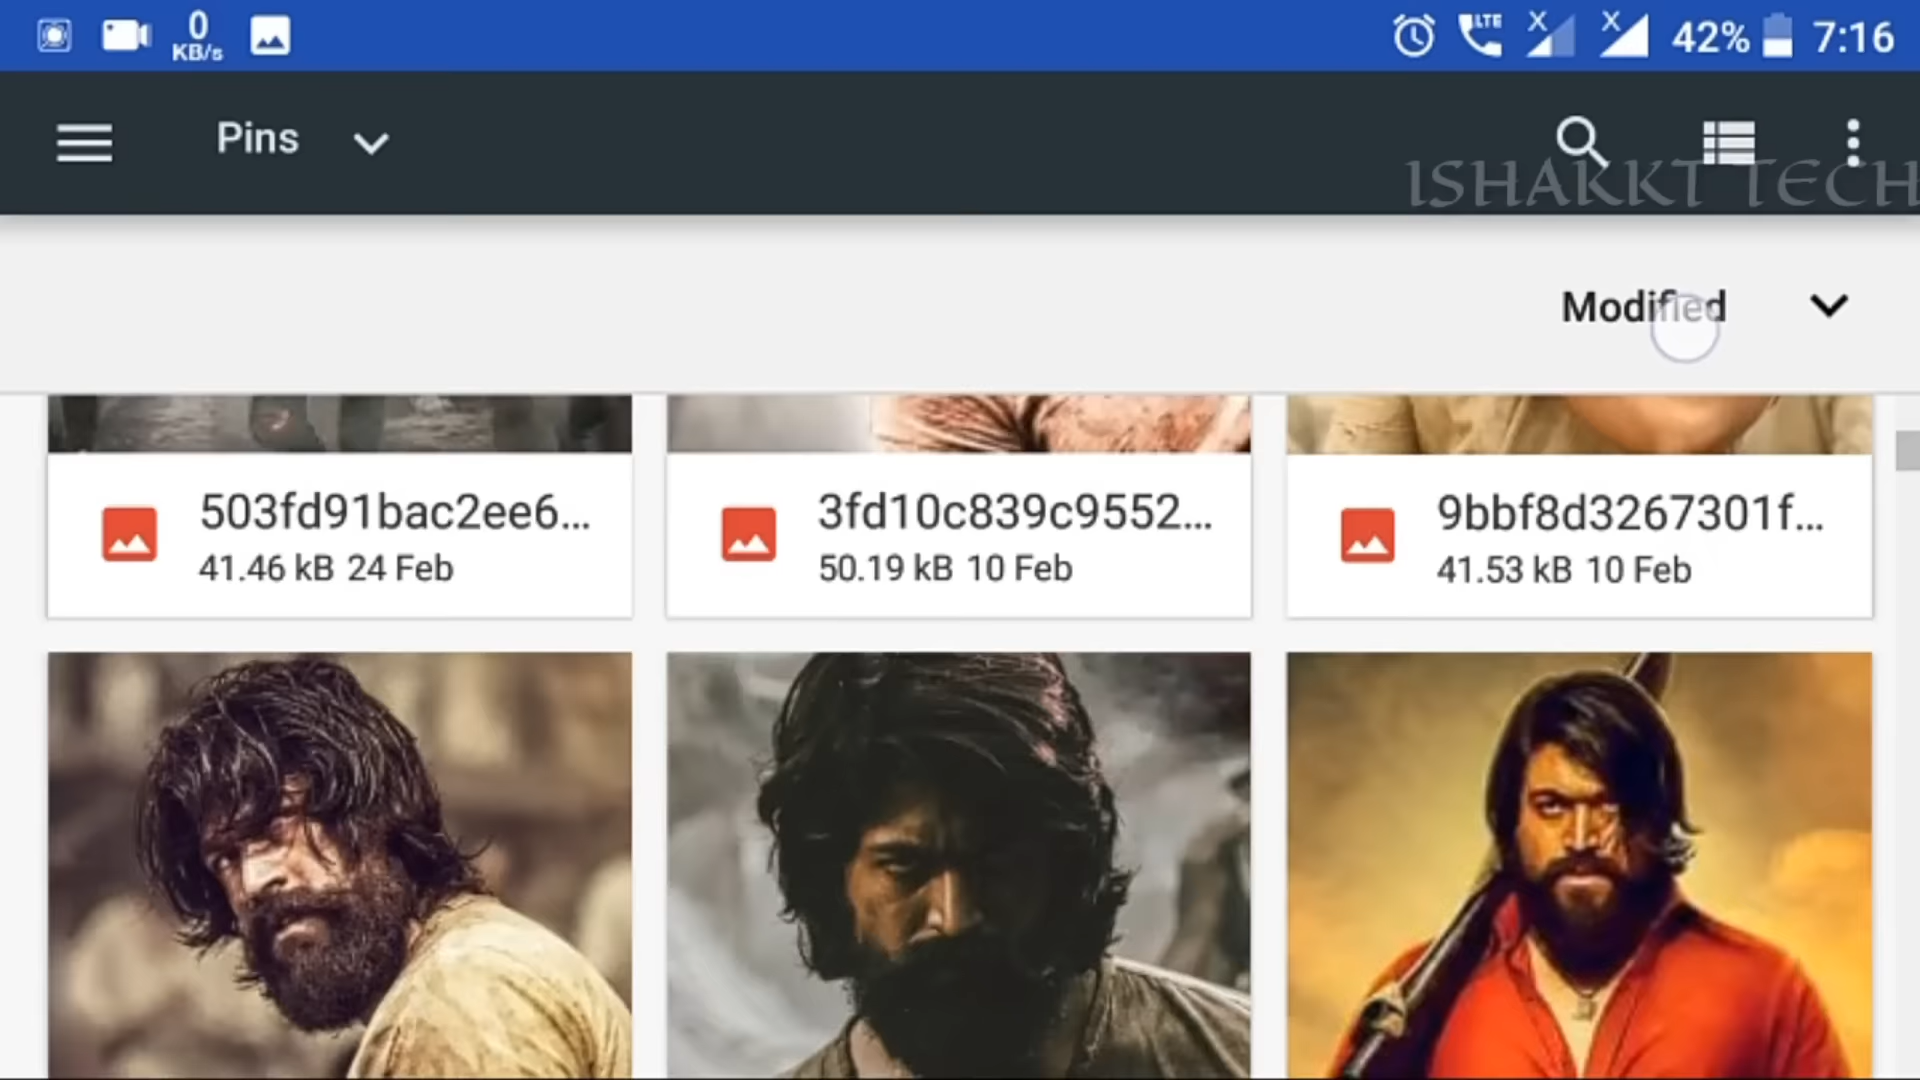 0
KB/s
LTE
X
X
42%
7:16
Pins
ISHAKKT TECH
Modified
503fd91bac2ee6...
41.46 kB 24 Feb
3fd10c839c9552...
50.19 kB 10 Feb
9bbf8d3267301f...
41.53 kB 10 Feb